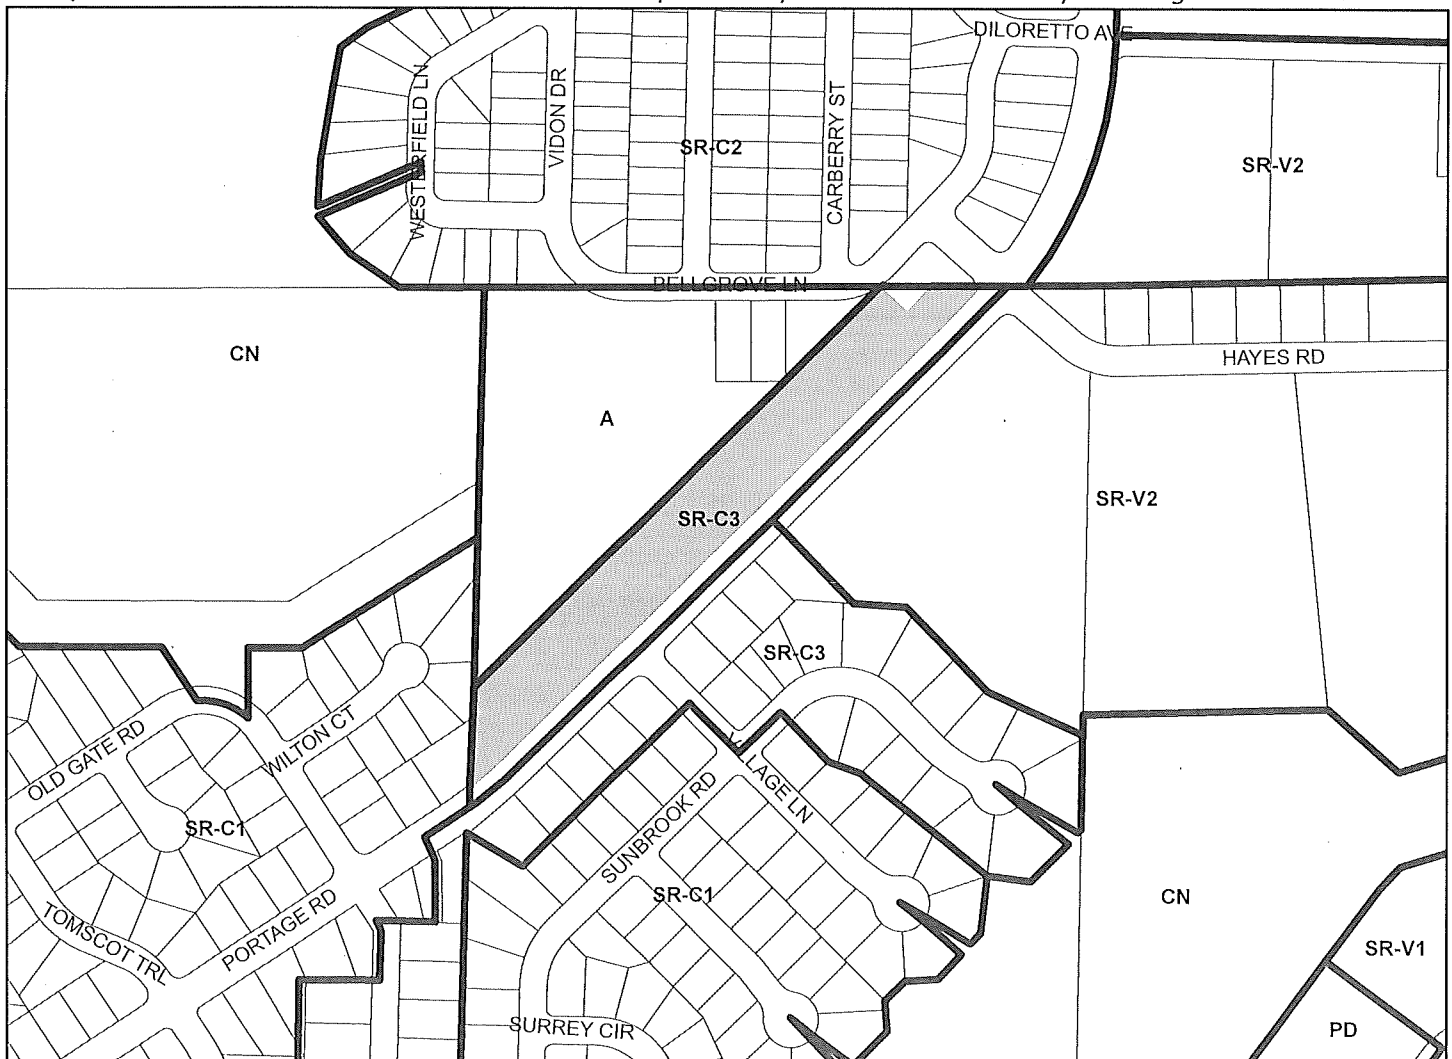 DILORETTO AVE
WESTERFIELD LN
VIDON DR
CARBERRY ST
SR-C2
SR-V2
BELLGROVE LN
CN
HAYES RD
A
SR-V2
SR-C3
SR-C3
OLD GATE RD
WILTON CT
VILLAGE LN
SR-C1
SUNBROOK RD
SR-C1
CN
TOMSCOT TRL
PORTAGE RD
SR-V1
SURREY CIR
PD